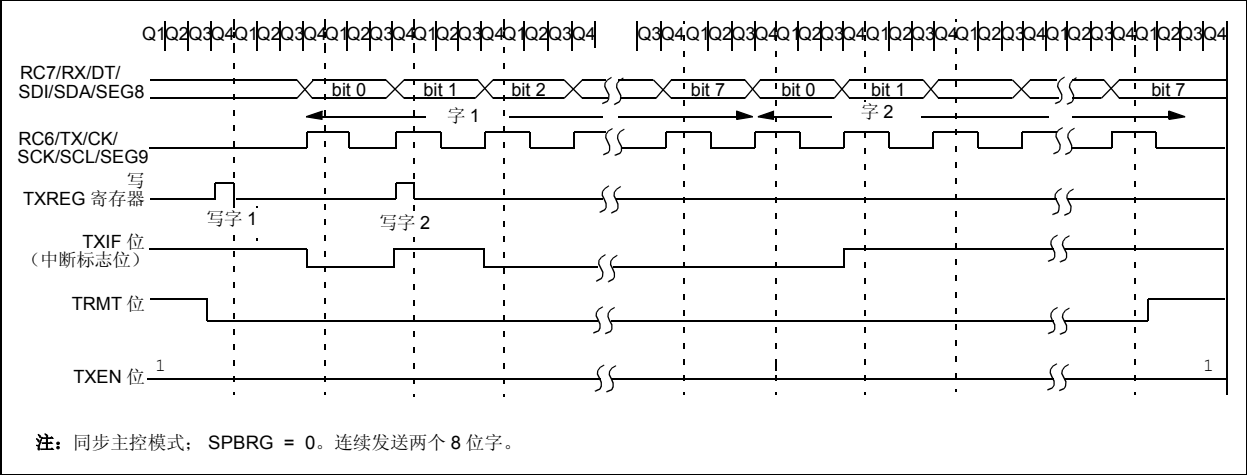 Q1Q2Q3Q4Q1Q2Q3Q4Q1Q2Q3Q4Q1Q2Q3Q4Q1Q2Q3Q4 Q3Q4Q1Q2Q3Q4Q1Q2Q3Q4Q1Q2Q3Q4Q1Q2Q3Q4Q1Q2Q3Q4Q1Q2Q3Q4
RC7/RX/DT/
SDI/SDA/SEG8
bit 0 bit 1 bit 2 bit 7 bit 0 bit 1 bit 7
字 1 字 2
RC6/TX/CK/
SCK/SCL/SEG9
写
TXREG 寄存器
写字 1 写字 2
TXIF 位
（中断标志位）
TRMT 位
TXEN 位 1 1
注：同步主控模式； SPBRG = 0。连续发送两个 8 位字。